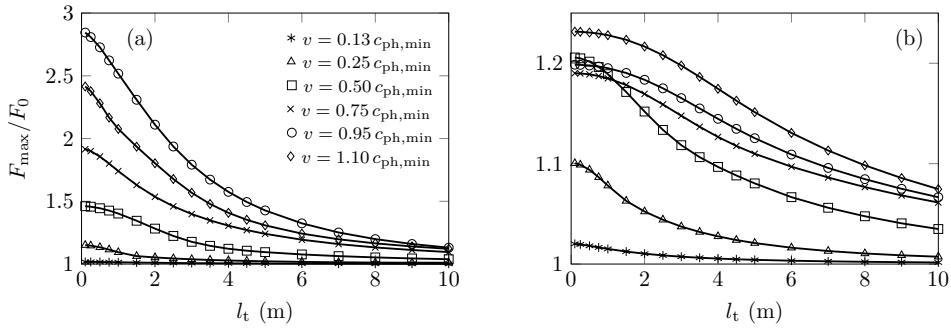 3
2.5
2
1.5
1
F_max/F_0
(a)
v = 0.13 c_ph,min
v = 0.25 c_ph,min
v = 0.50 c_ph,min
v = 0.75 c_ph,min
v = 0.95 c_ph,min
v = 1.10 c_ph,min
0 2 4 6 8 10
l_t (m)
(b)
1.2
1.1
1
0 2 4 6 8 10
l_t (m)